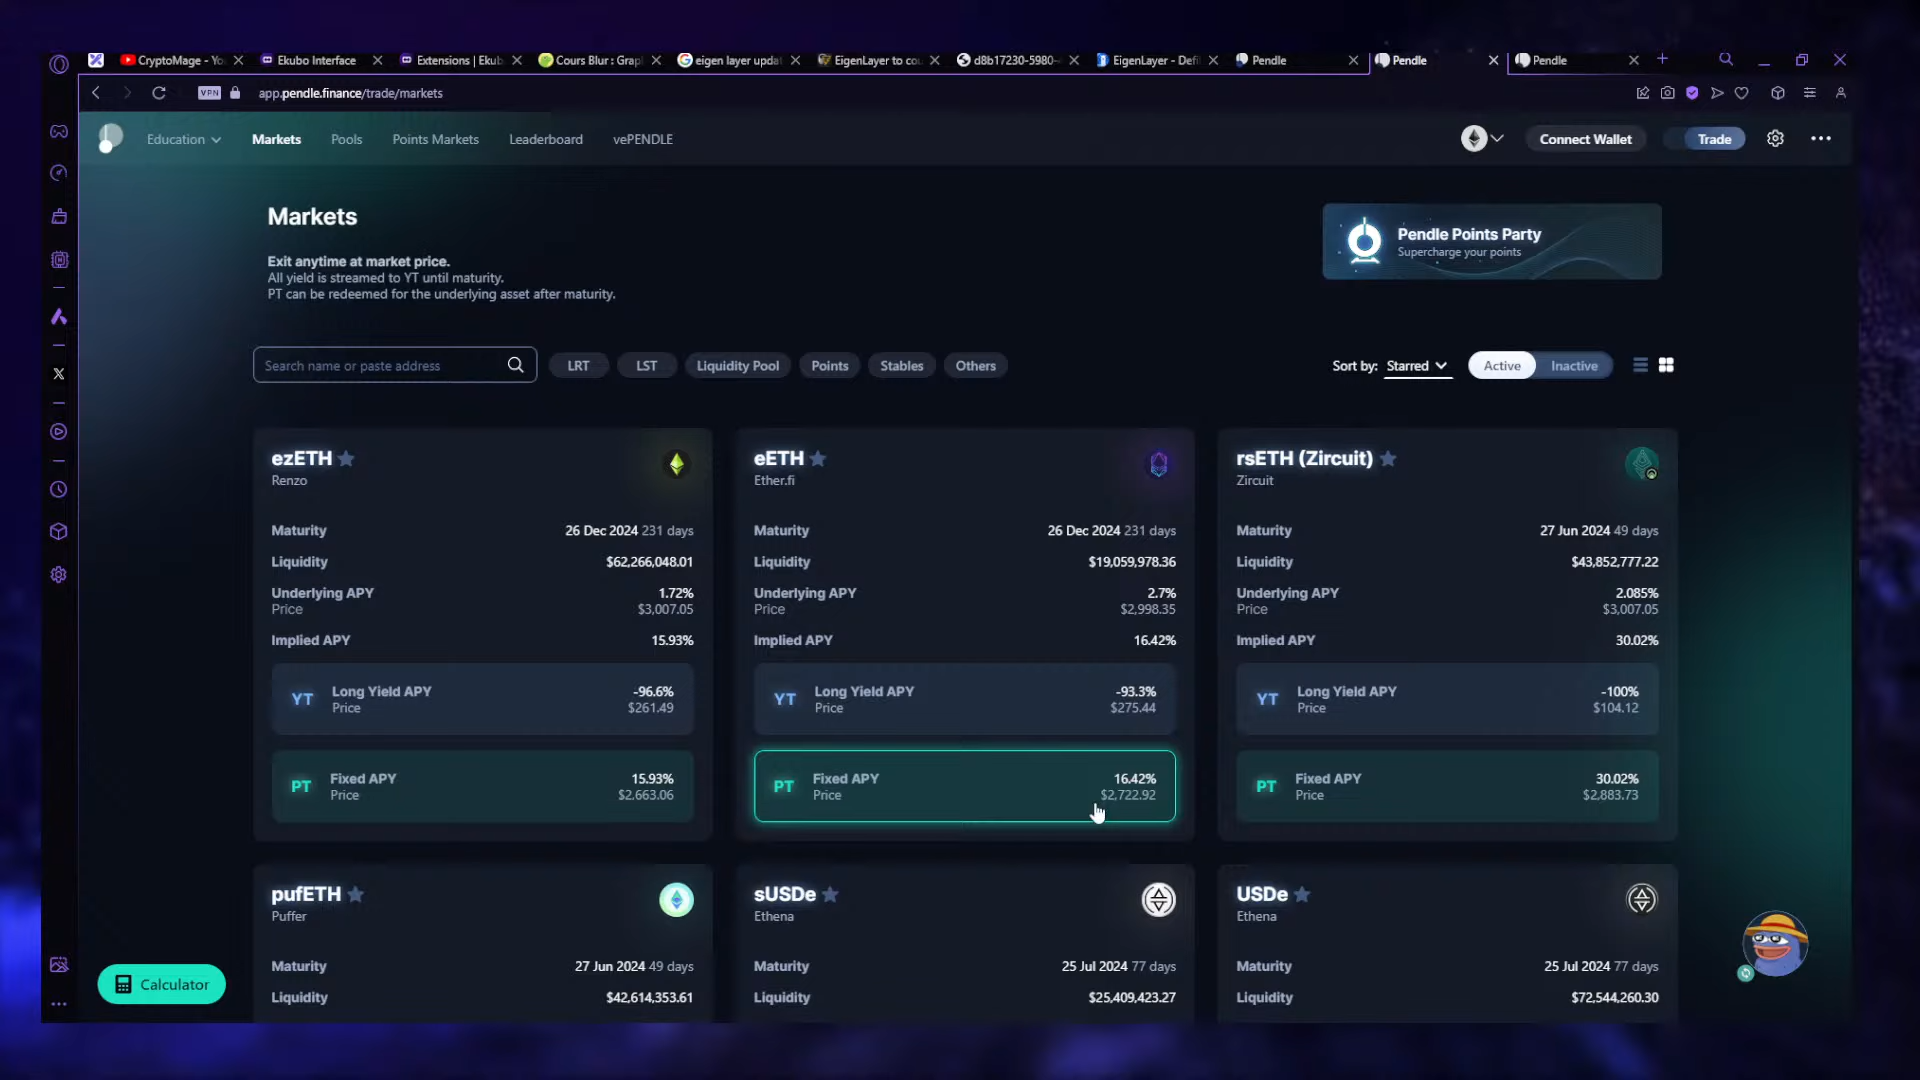 CryptoMage - Yo
Ekubo Interface
Extensions | Ekub
Cours Blur : Grap
eigen layer updat
EigenLayer to cou
d8b17230-5980-
EigenLayer - Defi
Pendle
Pendle
Pendle
VPN
app.pendle.finance/trade/markets
Education
Markets
Pools
Points Markets
Leaderboard
vePENDLE
Connect Wallet
Trade
Markets
Exit anytime at market price.
All yield is streamed to YT until maturity.
PT can be redeemed for the underlying asset after maturity.
Pendle Points Party
Supercharge your points
Search name or paste address
LRT
LST
Liquidity Pool
Points
Stables
Others
Sort by: Starred
Active
Inactive
ezETH
Renzo
Maturity 26 Dec 2024 231 days
Liquidity $62,266,048.01
Underlying APY 1.72%
Price $3,007.05
Implied APY 15.93%
YT Long Yield APY -96.6%
Price $261.49
PT Fixed APY 15.93%
Price $2,663.06
eETH
Ether.fi
Maturity 26 Dec 2024 231 days
Liquidity $19,059,978.36
Underlying APY 2.7%
Price $2,998.35
Implied APY 16.42%
YT Long Yield APY -93.3%
Price $275.44
PT Fixed APY 16.42%
Price $2,722.92
rsETH (Zircuit)
Zircuit
Maturity 27 Jun 2024 49 days
Liquidity $43,852,777.22
Underlying APY 2.085%
Price $3,007.05
Implied APY 30.02%
YT Long Yield APY -100%
Price $104.12
PT Fixed APY 30.02%
Price $2,883.73
pufETH
Puffer
Maturity 27 Jun 2024 49 days
Liquidity $42,614,353.61
sUSDe
Ethena
Maturity 25 Jul 2024 77 days
Liquidity $25,409,423.27
USDe
Ethena
Maturity 25 Jul 2024 77 days
Liquidity $72,544,260.30
Calculator